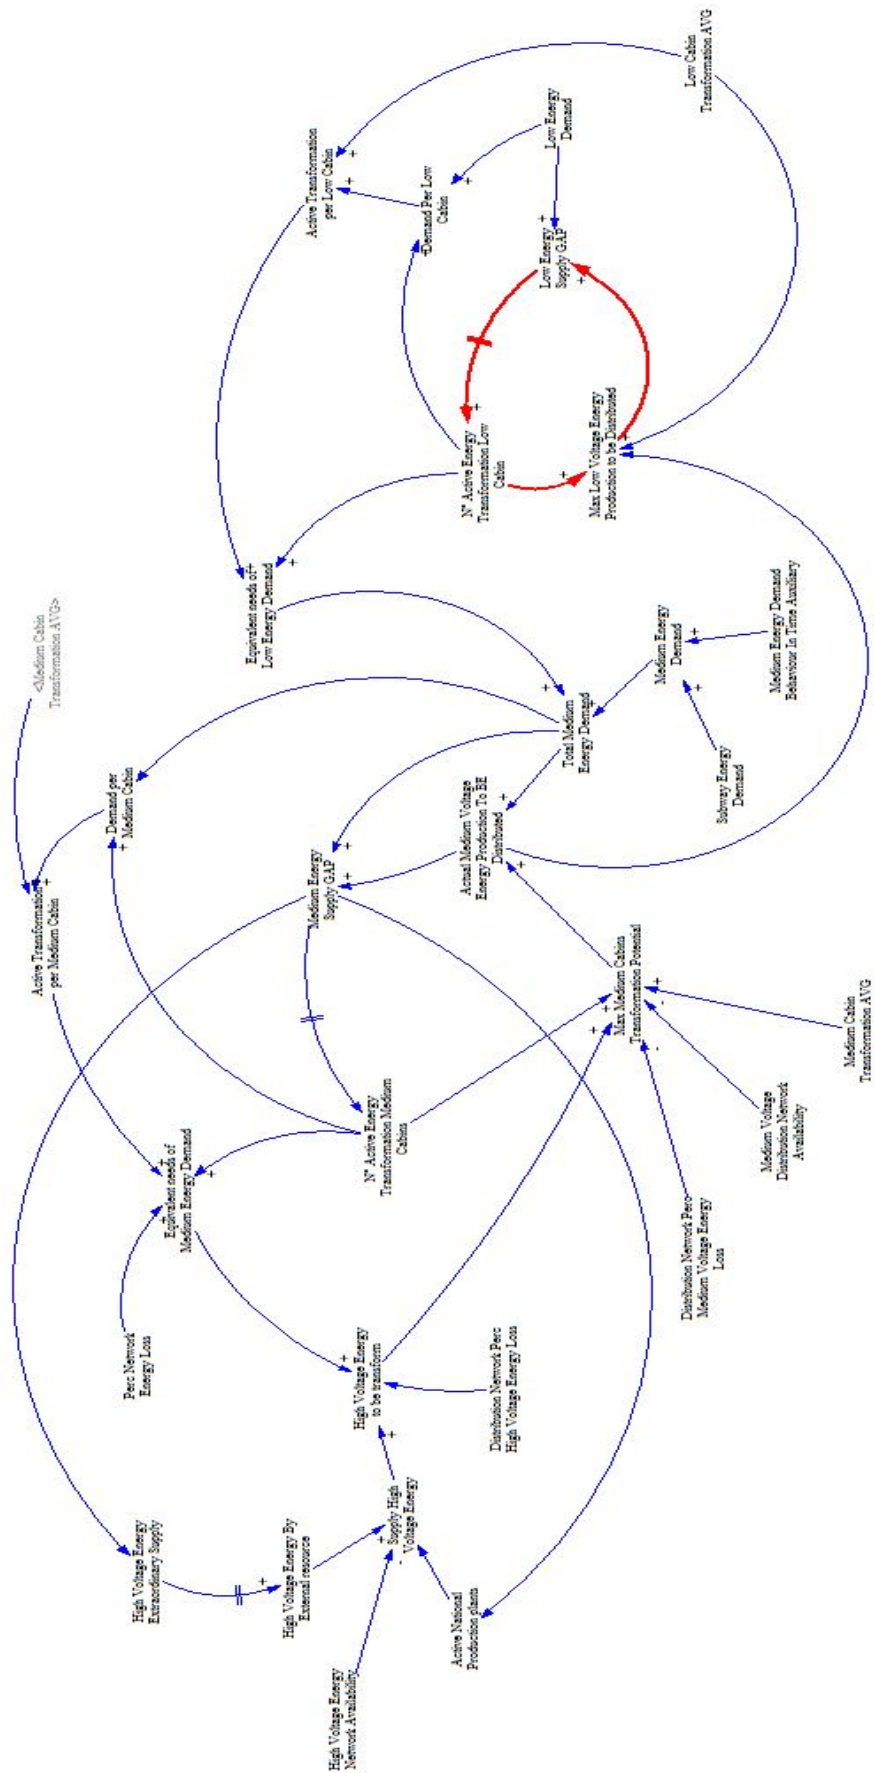 Low Cabin
Transformation AVG
Low Energy
Demand
Active Transformation
per Low Cabin
Demand Per Low
Cabin
Low Energy
Supply GAP
N° Active Energy
Transformation Low
Cabin
Max Low Voltage Energy
Production to be Distributed
Equivalent needs of
Low Energy Demand
<Medium Cabin
Transformation AVG>
Medium Energy
Demand
Medium Energy Demand
Behaviour In Time Auxiliary
Total Medium
Energy Demand
Subway Energy
Demand
Demand per
Medium Cabin
Actual Medium Voltage
Energy Production To BE
Distributed
Medium Energy
Supply GAP
Active Transformation
per Medium Cabin
Max Medium Cabins
Transformation Potential
Medium Cabin
Transformation AVG
Medium Voltage
Distribution Network
Availability
N° Active Energy
Transformation Medium
Cabins
Equivalent needs of
Medium Energy Demand
Distribution Network Perc
Medium Voltage Energy
Loss
Perc Network
Energy Loss
High Voltage Energy
to be transform
Distribution Network Perc
High Voltage Energy Loss
Supply High
Voltage Energy
High Voltage Energy
Extraordinary Supply
High Voltage Energy By
External resource
Active National
Production plants
High Voltage Energy
Network Availability